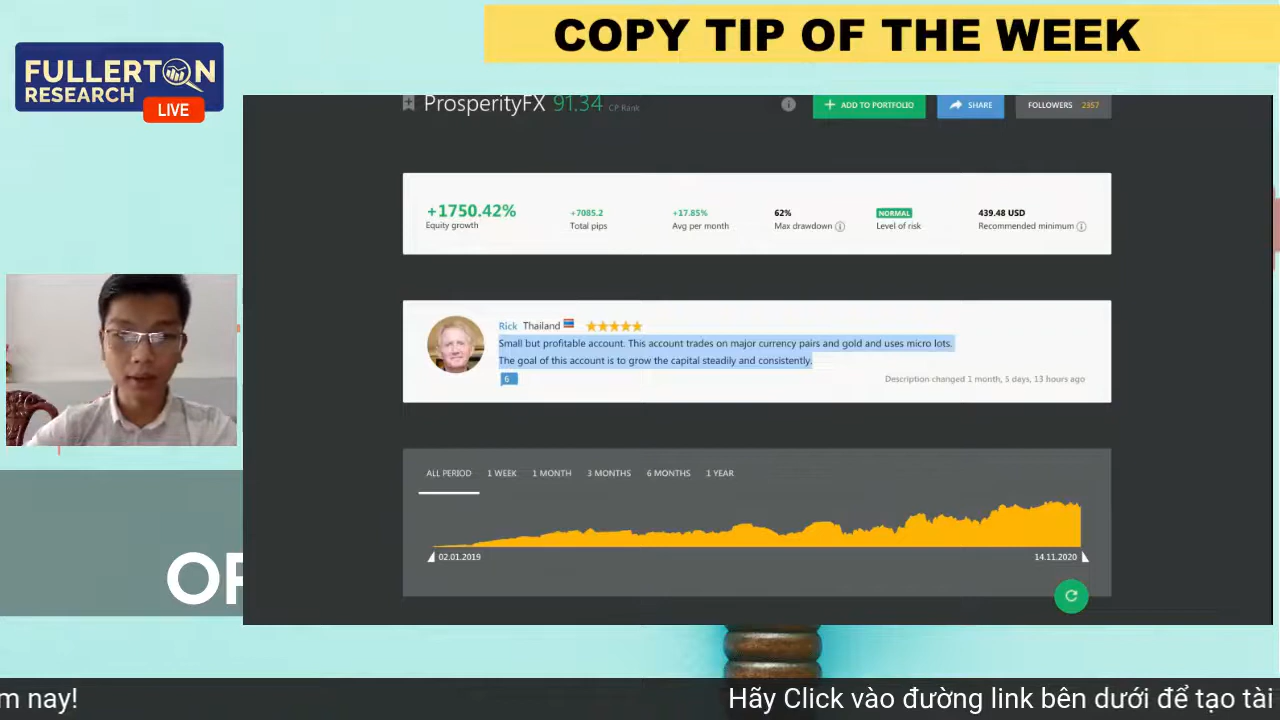 COPY TIP OF THE WEEK
FULLERTON
RESEARCH
LIVE
ProsperityFX 91.34 CP Rank
ADD TO PORTFOLIO
SHARE
FOLLOWERS 2357
+1750.42%
Equity growth
+7085.2
Total pips
+17.85%
Avg per month
62%
Max drawdown
NORMAL
Level of risk
439.48 USD
Recommended minimum
Rick Thailand
Small but profitable account. This account trades on major currency pairs and gold and uses micro lots.
The goal of this account is to grow the capital steadily and consistently.
6
Description changed 1 month, 5 days, 13 hours ago
ALL PERIOD 1 WEEK 1 MONTH 3 MONTHS 6 MONTHS 1 YEAR
02.01.2019
14.11.2020
m nay!
Hãy Click vào đường link bên dưới để tạo tài